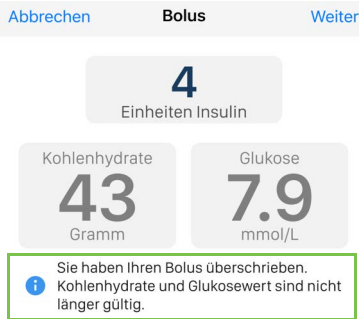 Abbrechen Bolus Weiter
4
Einheiten Insulin
Kohlenhydrate Glukose
43 7.9
Gramm mmol/L
Sie haben Ihren Bolus überschrieben.
Kohlenhydrate und Glukosewert sind nicht
länger gültig.